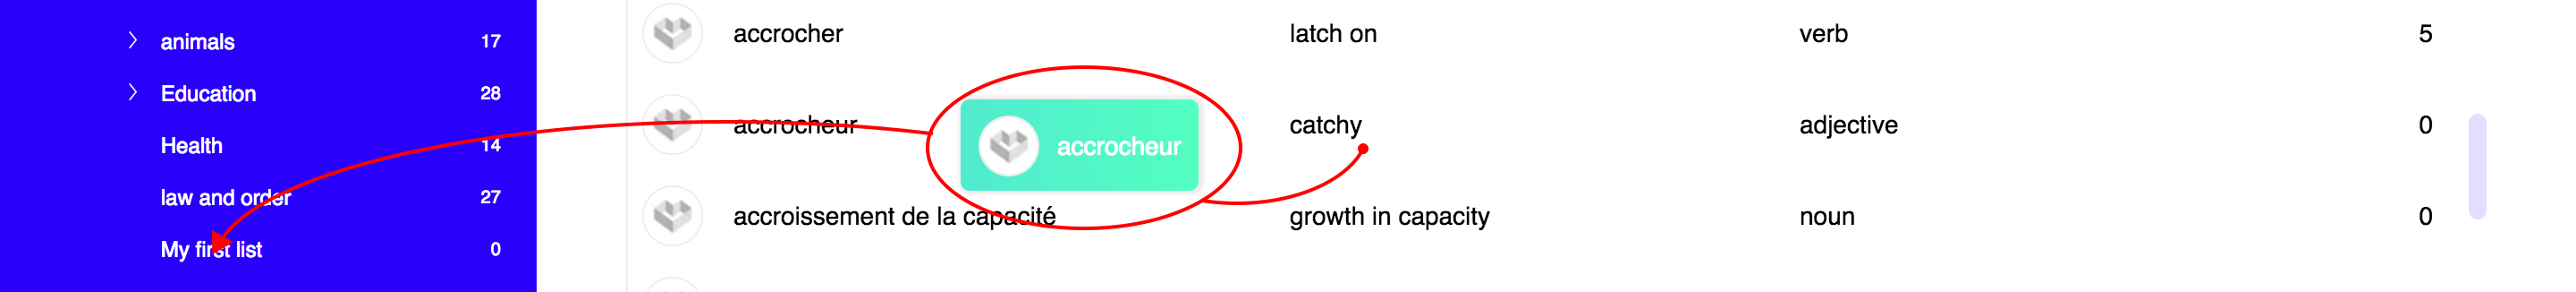 animals 17
Education 28
Health 14
law and order 27
My first list 0
accrocher latch on verb 5
accrocheur catchy adjective 0
accrocheur
accroissement de la capacité growth in capacity noun 0